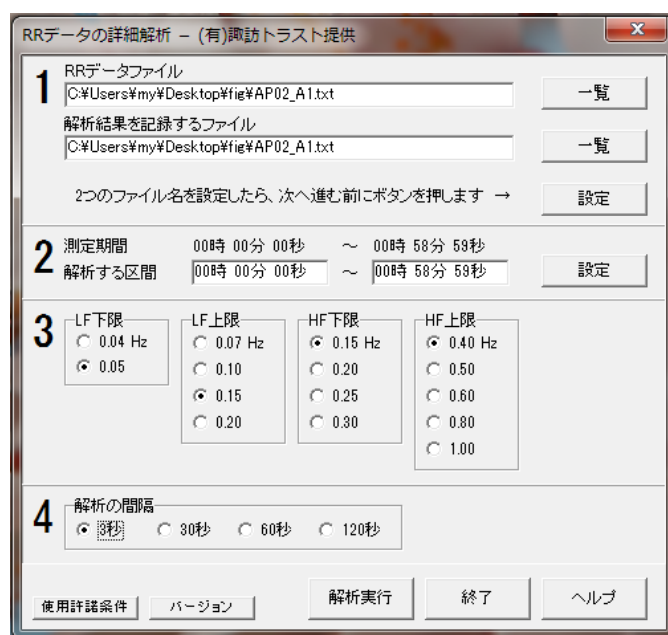 RRデータの詳細解析 － (有)諏訪トラスト提供
1
RRデータファイル
C:¥Users¥my¥Desktop¥fig¥AP02_A1.txt
一覧
解析結果を記録するファイル
C:¥Users¥my¥Desktop¥fig¥AP02_A1.txt
一覧
2つのファイル名を設定したら、次へ進む前にボタンを押します →
設定
2
測定期間 00時 00分 00秒 ～ 00時 58分 59秒
解析する区間 00時 00分 00秒 ～ 00時 58分 59秒
設定
3
LF下限
0.04 Hz
0.05
LF上限
0.07 Hz
0.10
0.15
0.20
HF下限
0.15 Hz
0.20
0.25
0.30
HF上限
0.40 Hz
0.50
0.60
0.80
1.00
4
解析の間隔
3秒 30秒 60秒 120秒
使用許諾条件 バージョン 解析実行 終了 ヘルプ